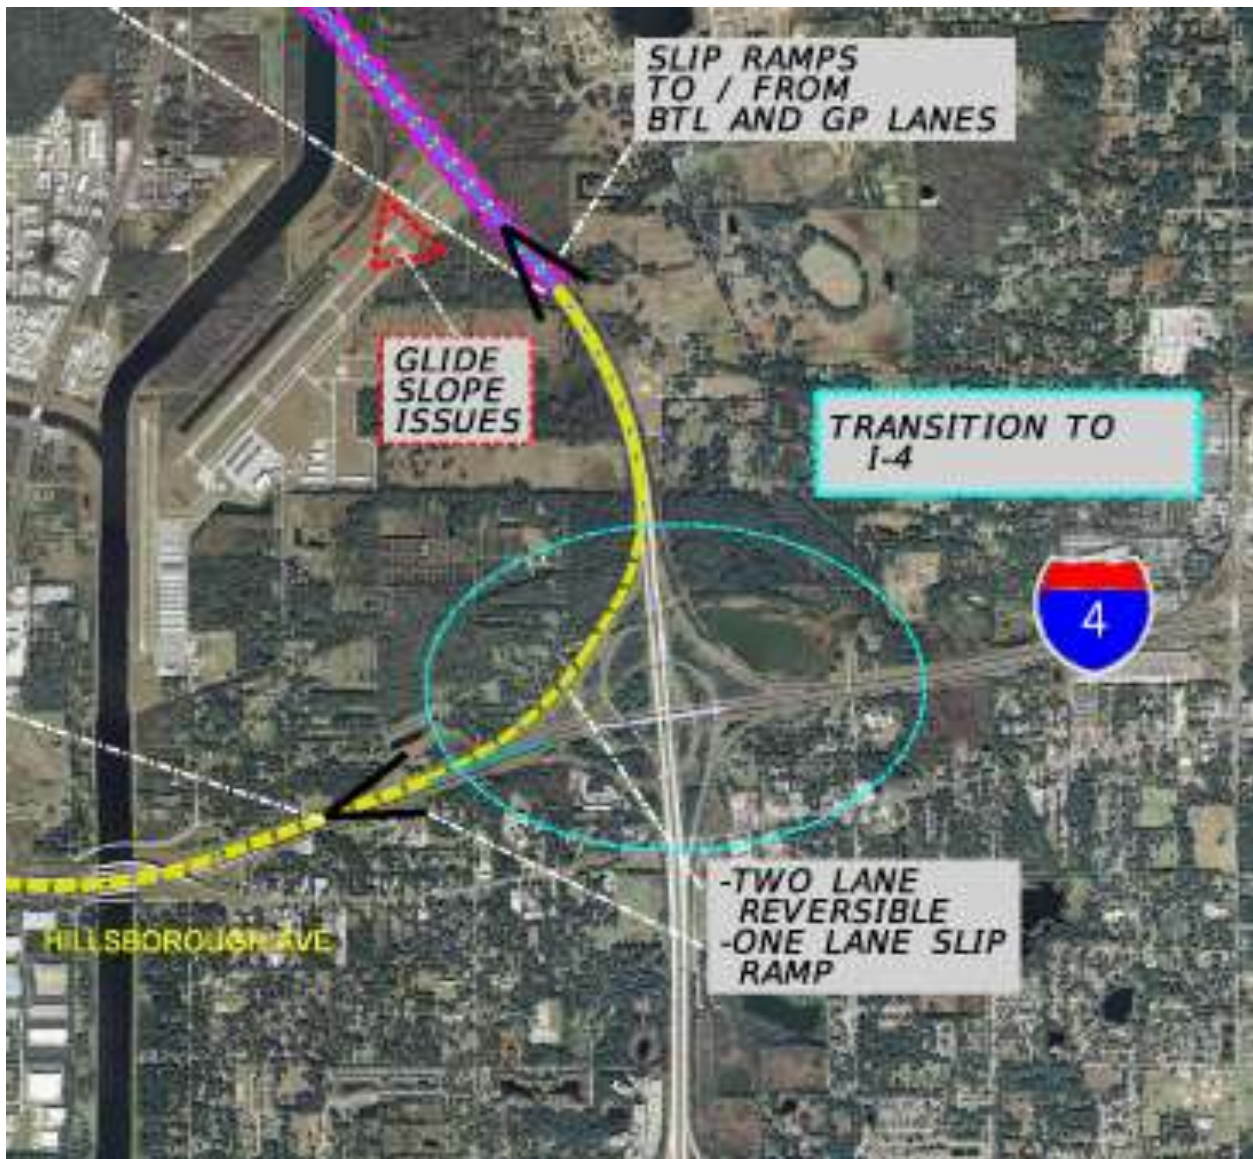 SLIP RAMPS
TO / FROM
BTL AND GP LANES
GLIDE
SLOPE
ISSUES
TRANSITION TO
I-4
4
-TWO LANE
REVERSIBLE
-ONE LANE SLIP
RAMP
HILLSBOROUGH AVE